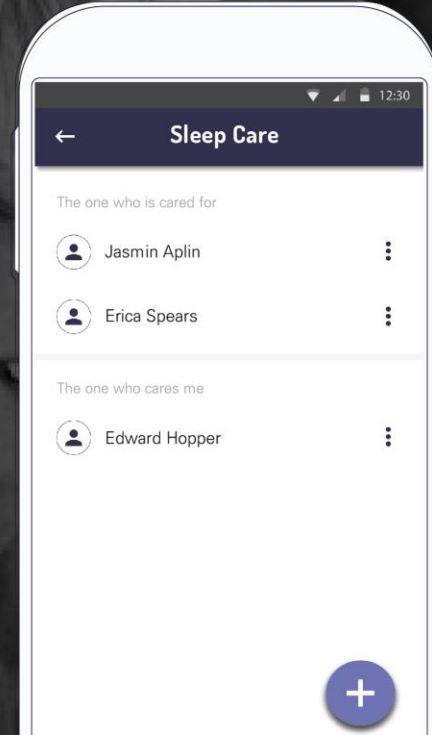 12:30
Sleep Care
The one who is cared for
Jasmin Aplin
Erica Spears
The one who cares me
Edward Hopper